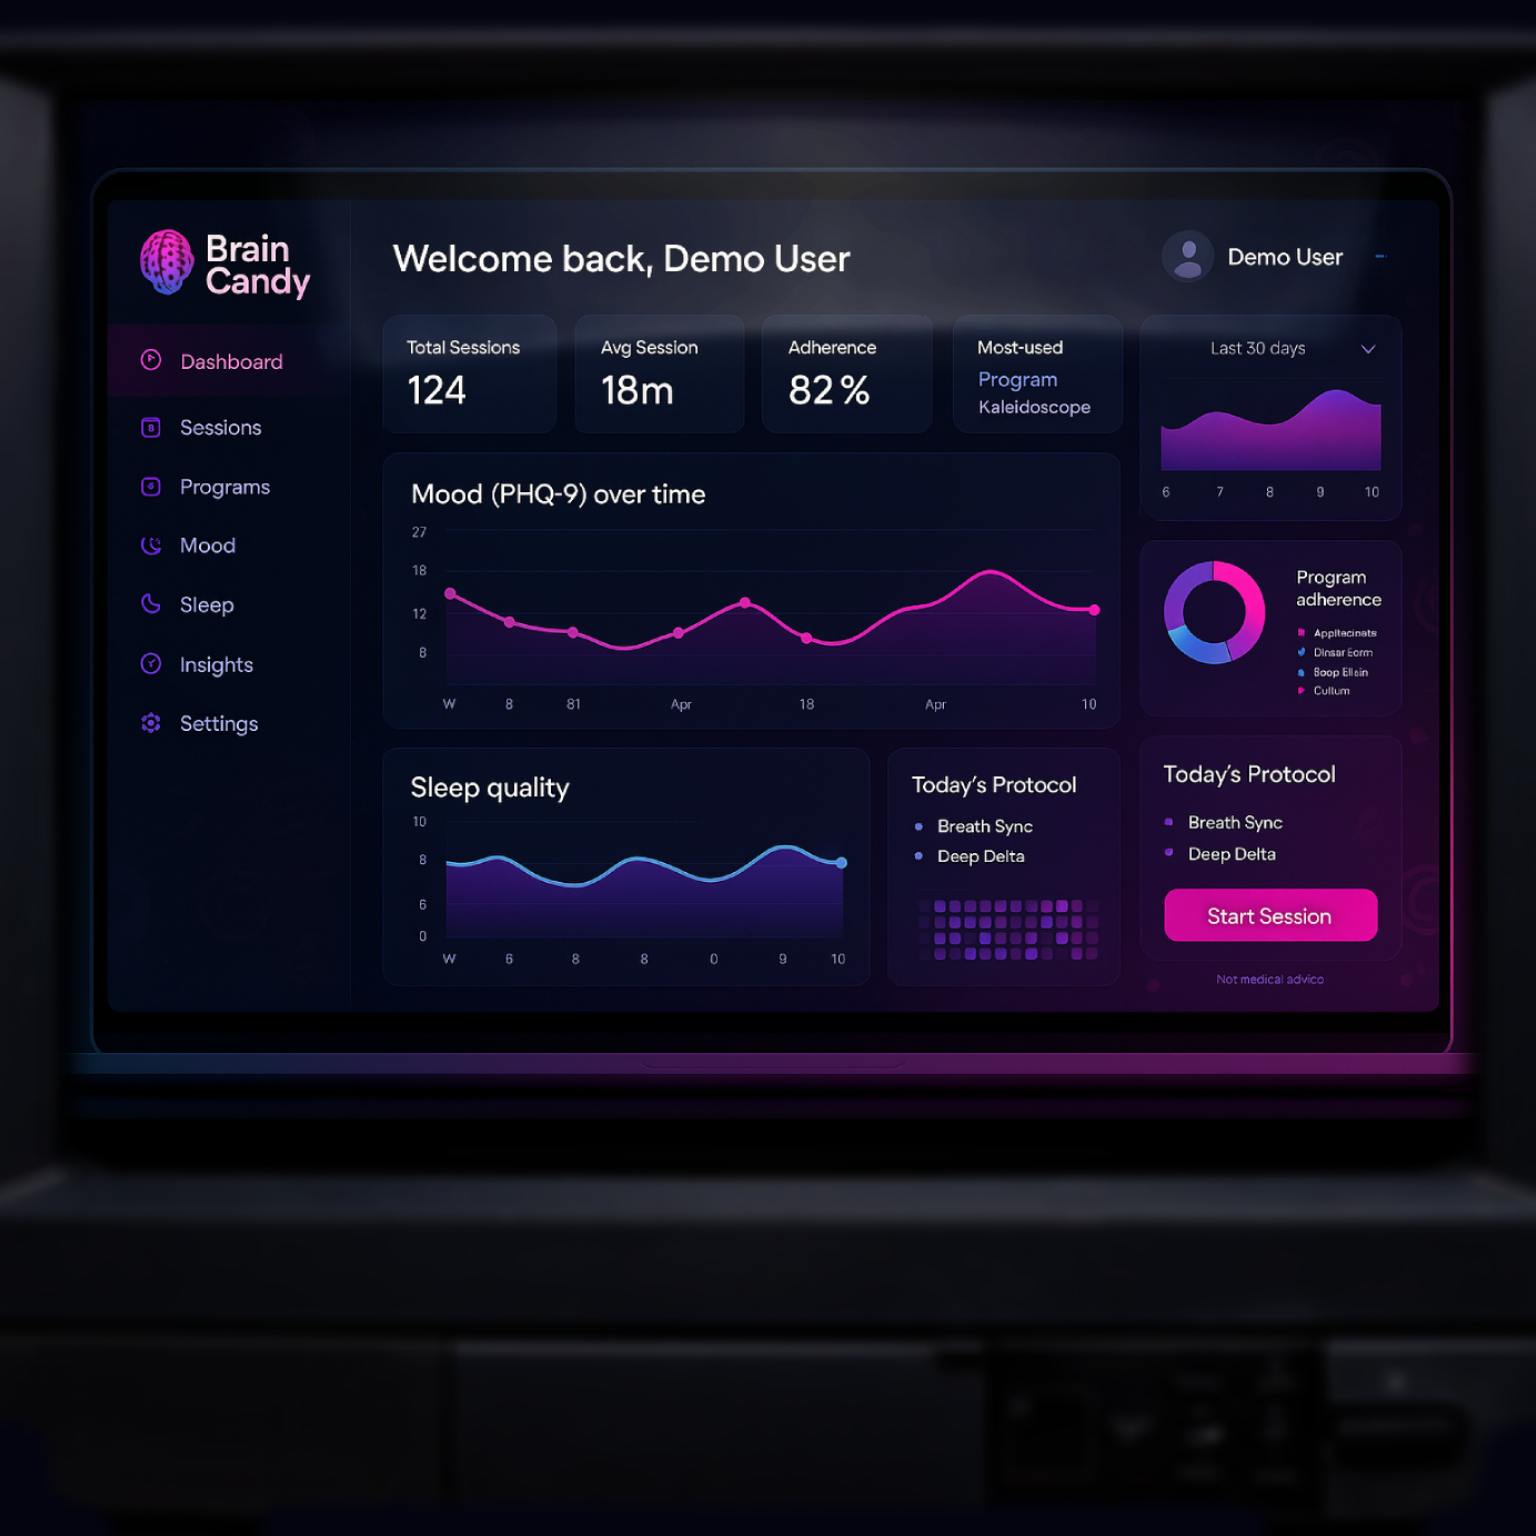 Brain
Candy
Welcome back, Demo User
Demo User
Dashboard
Sessions
Programs
Mood
Sleep
Insights
Settings
Total Sessions
124
Avg Session
18m
Adherence
82%
Most-used
Program
Kaleidoscope
Last 30 days
6 7 8 9 10
Mood (PHQ-9) over time
27
18
12
8
W 8 81 Apr 18 Apr 10
Program
adherence
Appltacinats
Dinsar Eorm
Boop Ellsin
Cullum
Sleep quality
10
8
6
0
W 6 8 8 0 9 10
Today's Protocol
Breath Sync
Deep Delta
Today's Protocol
Breath Sync
Deep Delta
Start Session
Not medical advico